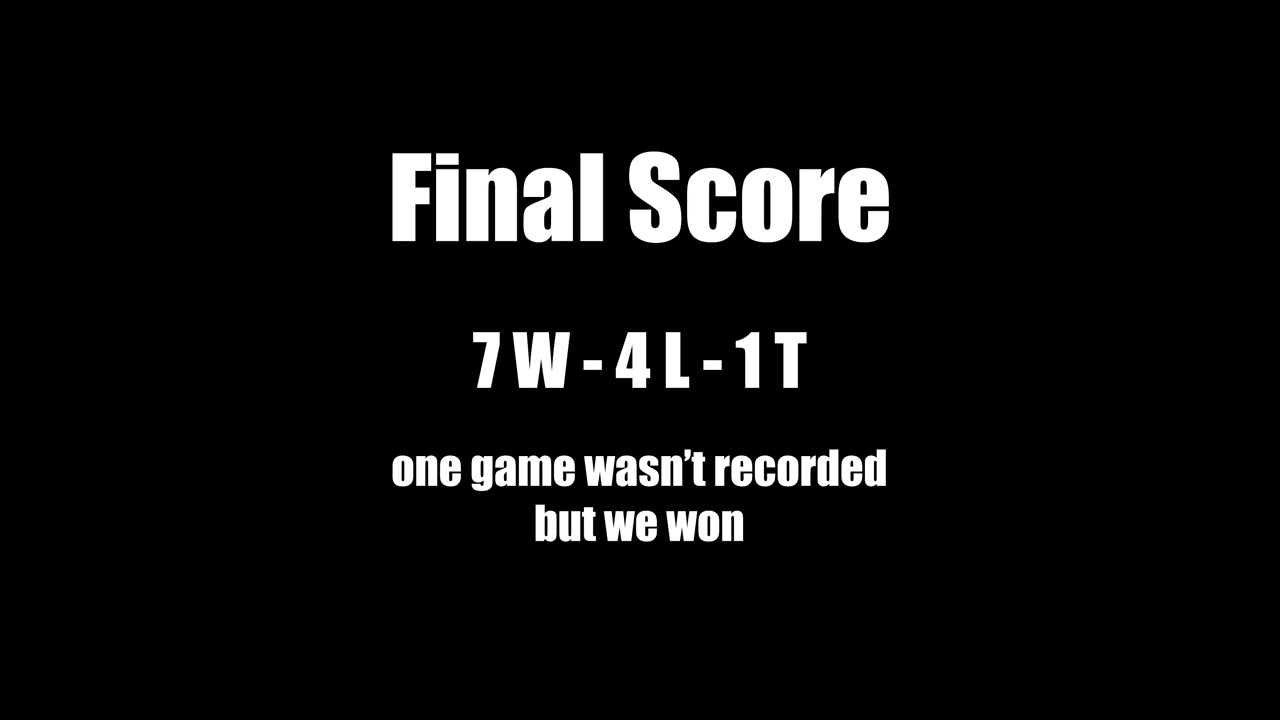 Final Score
7 W - 4 L - 1 T
one game wasn’t recorded
but we won